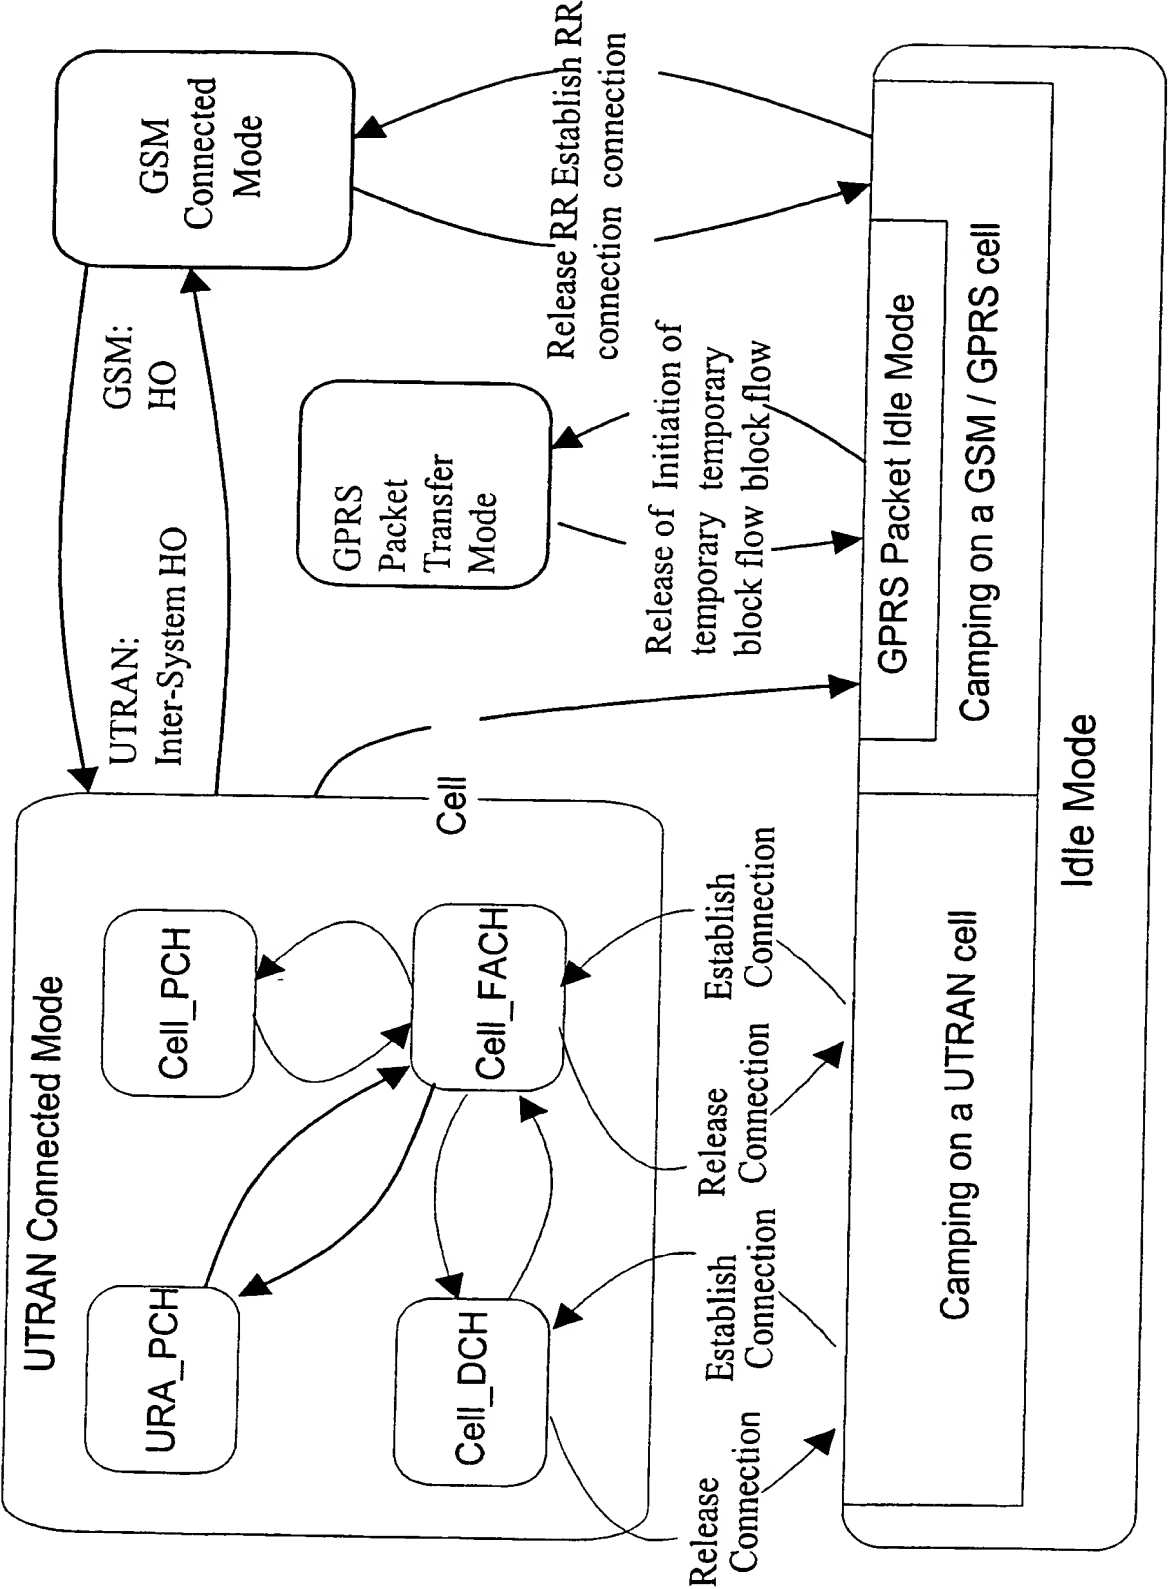 UTRAN Connected Mode
URA_PCH
Cell_PCH
Cell_DCH
Cell_FACH
Cell
UTRAN:
Inter-System HO
GSM:
HO
GSM
Connected
Mode
GPRS
Packet
Transfer
Mode
Release
Connection
Establish
Connection
Release
Connection
Establish
Connection
Release of Initiation of
temporary temporary
block flow block flow
Release RR Establish RR
connection connection
GPRS Packet Idle Mode
Camping on a UTRAN cell
Camping on a GSM / GPRS cell
Idle Mode